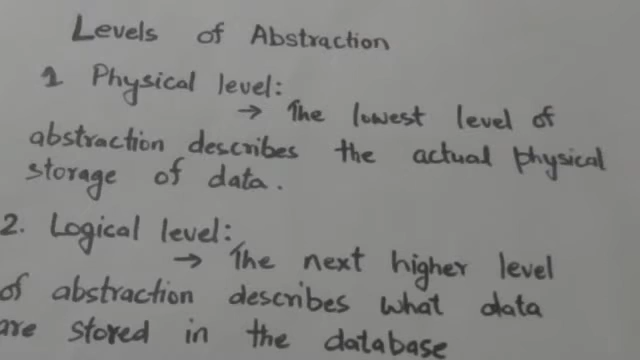 Levels of Abstraction
1 Physical level:
→ The lowest level of
abstraction describes the actual physical
storage of data.
2. Logical level:
→ The next higher level
of abstraction describes what data
are stored in the database